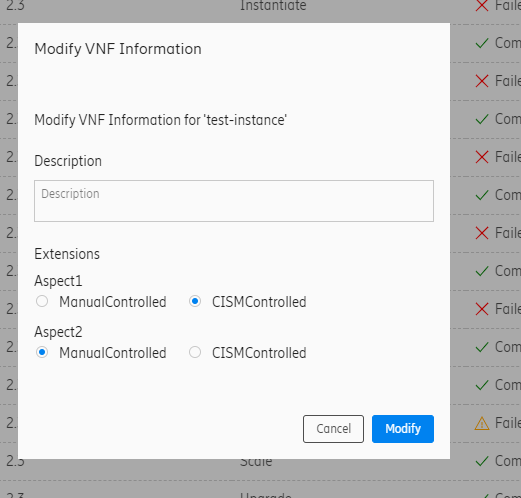 2.3 Instantiate Faile
Modify VNF Information
Modify VNF Information for 'test-instance'
Description
Description
Extensions
Aspect1
ManualControlled CISMControlled
Aspect2
ManualControlled CISMControlled
Cancel Modify
2. Com
2. Faile
2. Com
2. Faile
2. Com
2. Faile
2. Com
2. Faile
2. Com
2. Com
2. Faile
2.3 Scale Com
2.3 Upgrade Com